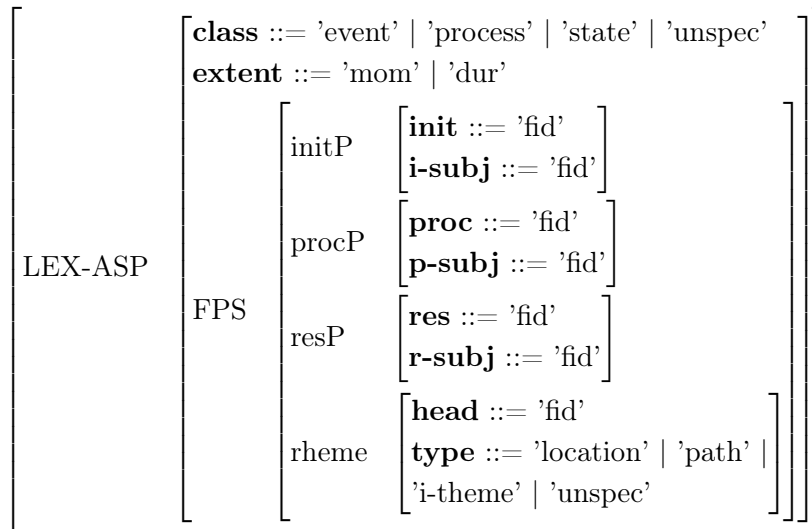 class ::= ’event’ | ’process’ | ’state’ | ’unspec’
extent ::= ’mom’ | ’dur’
initP
init ::= ’fid’
i-subj ::= ’fid’
procP
proc ::= ’fid’
p-subj ::= ’fid’
LEX-ASP
FPS
resP
res ::= ’fid’
r-subj ::= ’fid’
rheme
head ::= ’fid’
type ::= ’location’ | ’path’ |
’i-theme’ | ’unspec’